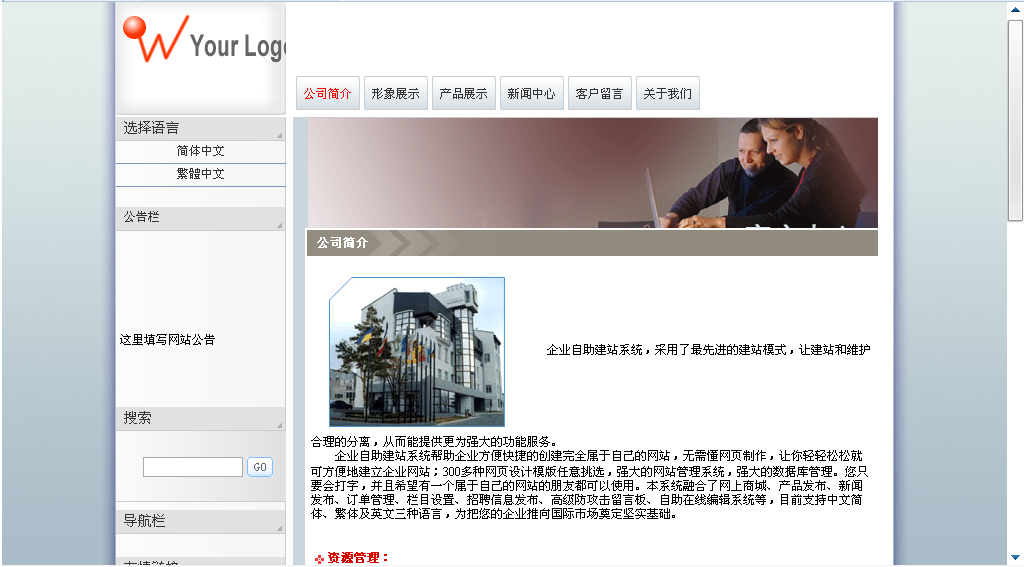 Your Logo
公司简介
形象展示
产品展示
新闻中心
客户留言
关于我们
选择语言
简体中文
繁體中文
公告栏
这里填写网站公告
搜索
GO
导航栏
友情链接
公司简介
企业自助建站系统，采用了最先进的建站模式，让建站和维护
合理的分离，从而能提供更为强大的功能服务。
企业自助建站系统帮助企业方便快捷的创建完全属于自己的网站，无需懂网页制作，让你轻轻松松就
可方便地建立企业网站；300多种网页设计模版任意挑选，强大的网站管理系统，强大的数据库管理。您只
要会打字，并且希望有一个属于自己的网站的朋友都可以使用。本系统融合了网上商城、产品发布、新闻
发布、订单管理、栏目设置、招聘信息发布、高级防攻击留言板、自助在线编辑系统等，目前支持中文简
体、繁体及英文三种语言，为把您的企业推向国际市场奠定坚实基础。
资源管理：